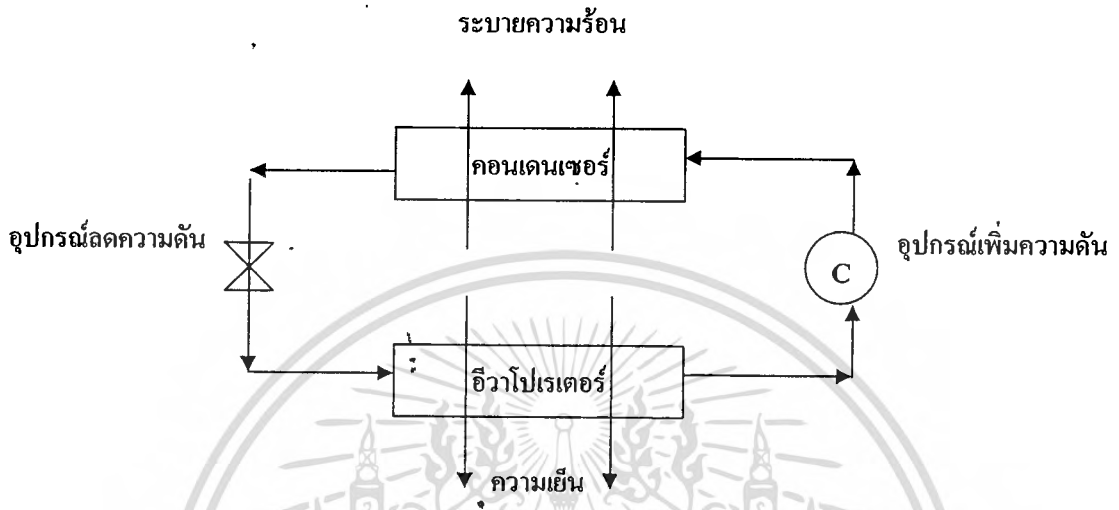 ระบายความร้อน
คอนเดนเซอร์
อุปกรณ์ลดความดัน
อุปกรณ์เพิ่มความดัน
C
อีวาโปเรเตอร์
ความเย็น